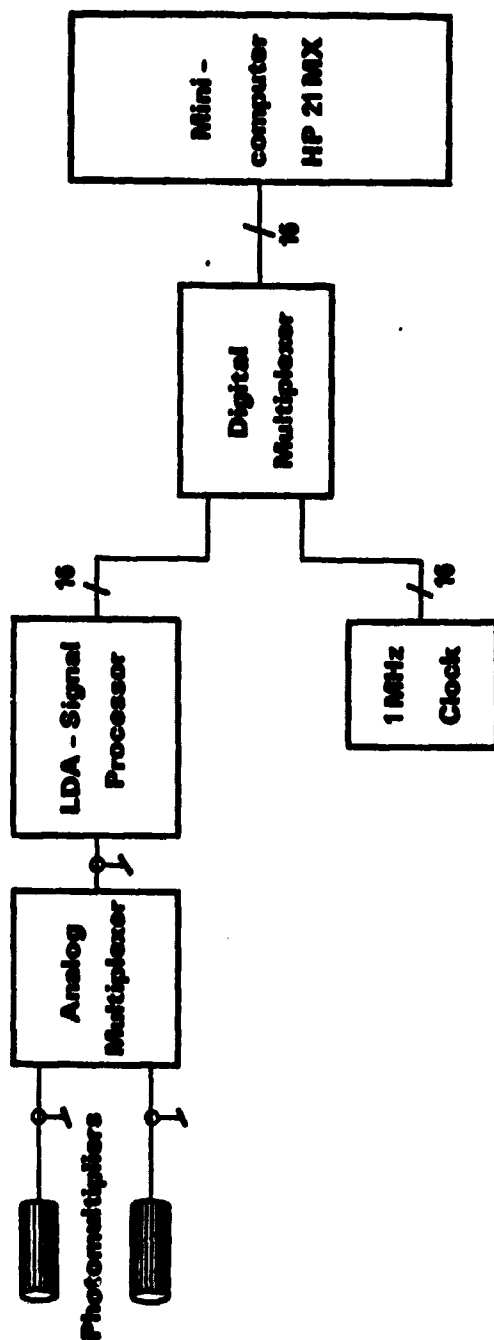 Photomultipliers
Analog
Multiplexer
LDA - Signal
Processor
16
1 MHz
Clock
16
Digital
Multiplexer
16
Mini -
computer
HP 21 MX